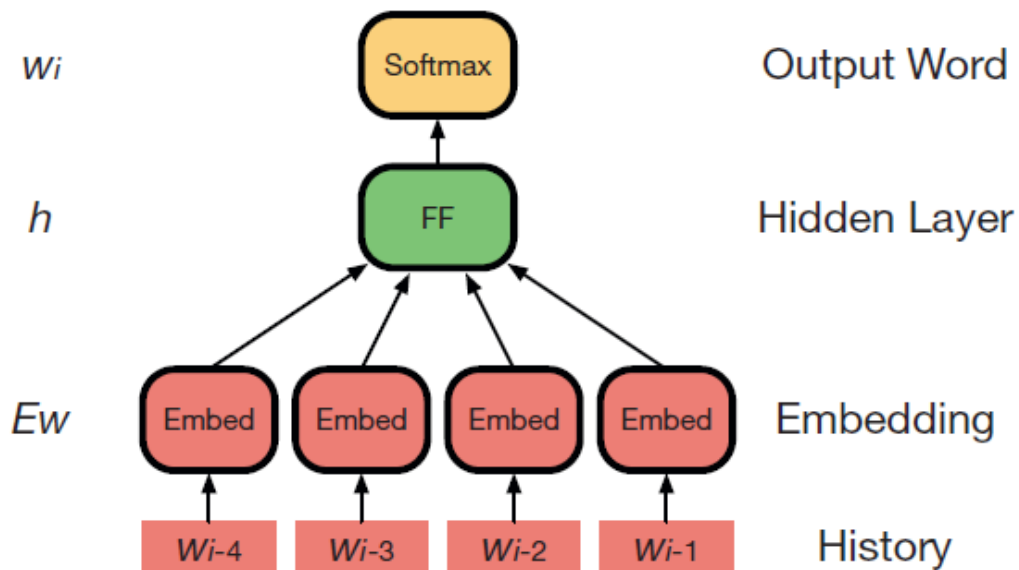 wi Softmax Output Word
h FF Hidden Layer
Ew Embed Embed Embed Embed Embedding
wi-4 wi-3 wi-2 wi-1 History